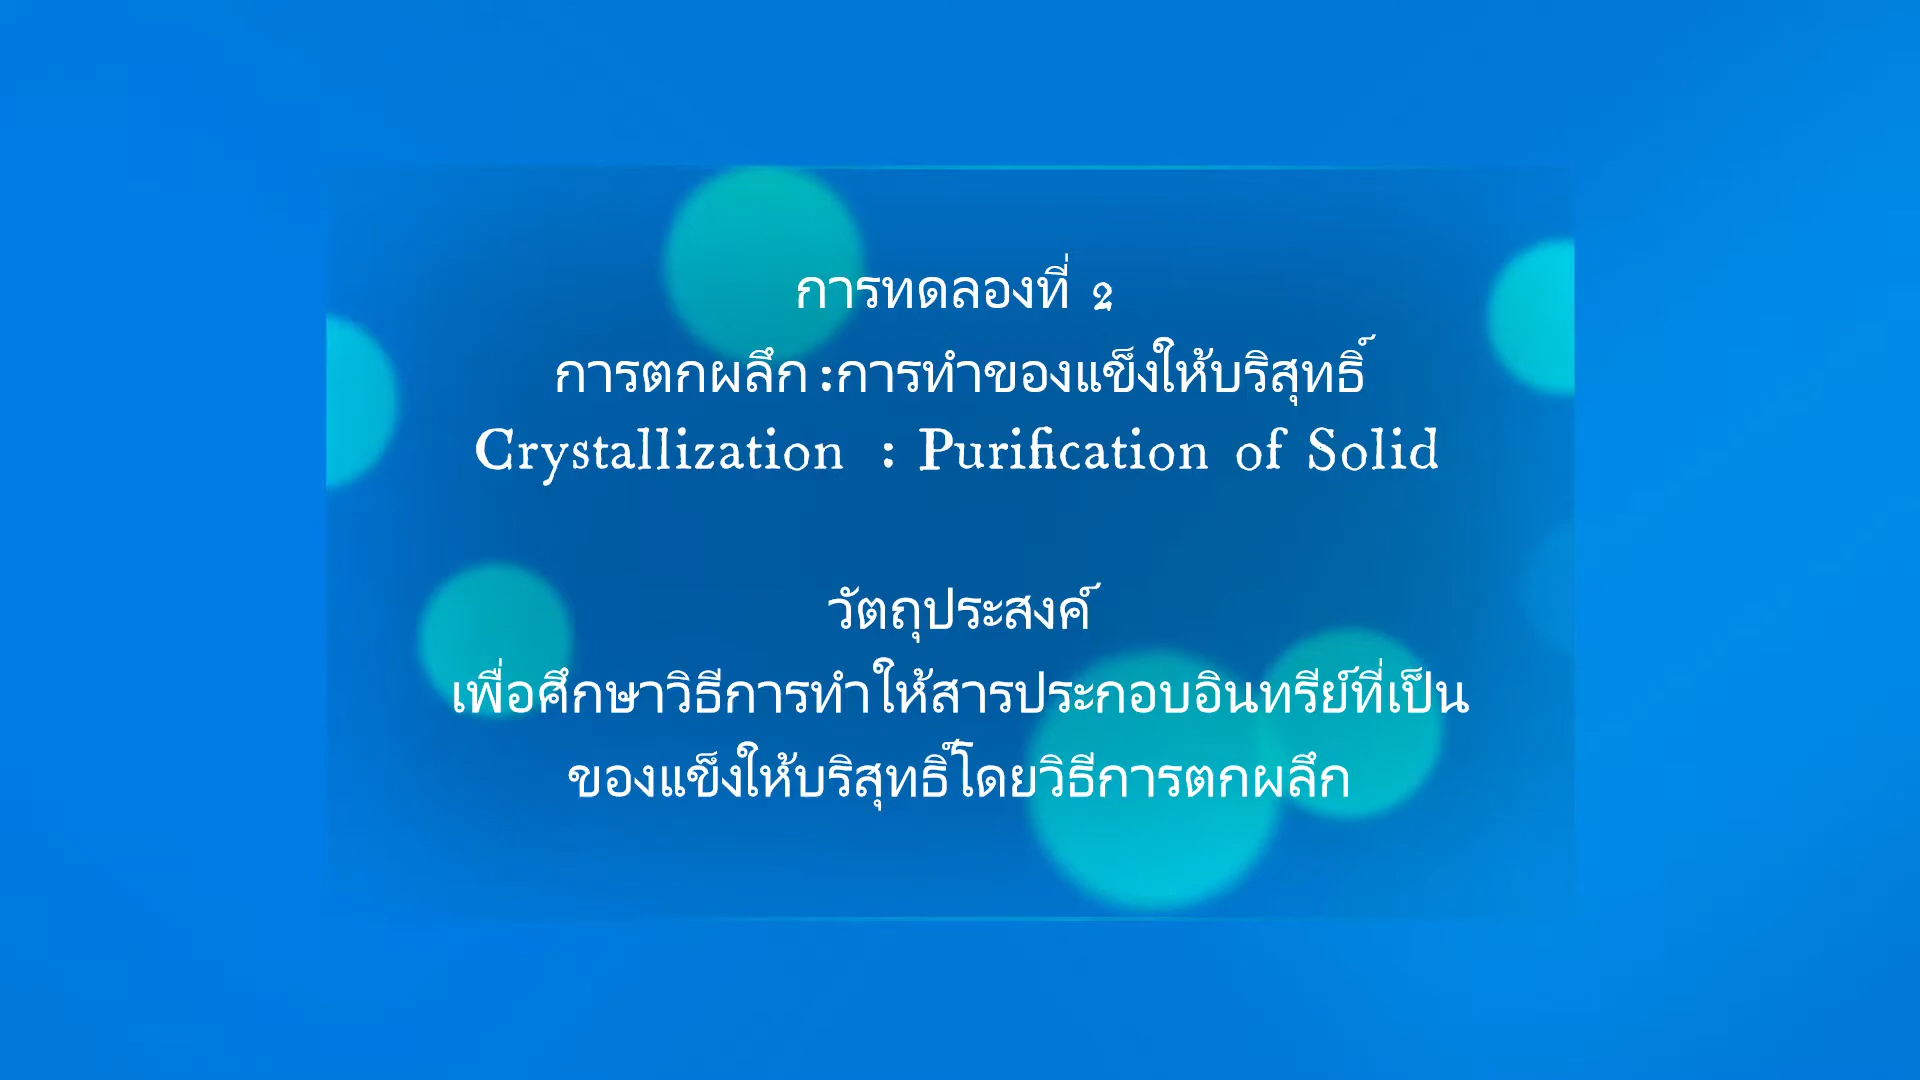 การทดลองที่ 2
การตกผลึก :การทำของแข็งให้บริสุทธิ์
Crystallization : Purification of Solid
วัตถุประสงค์
เพื่อศึกษาวิธีการทำให้สารประกอบอินทรีย์ที่เป็น
ของแข็งให้บริสุทธิ์โดยวิธีการตกผลึก